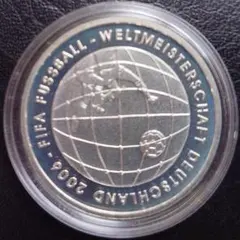 FIFA FUSSBALL - WELTMEISTERSCHAFT DEUTSCHLAND 2006 -